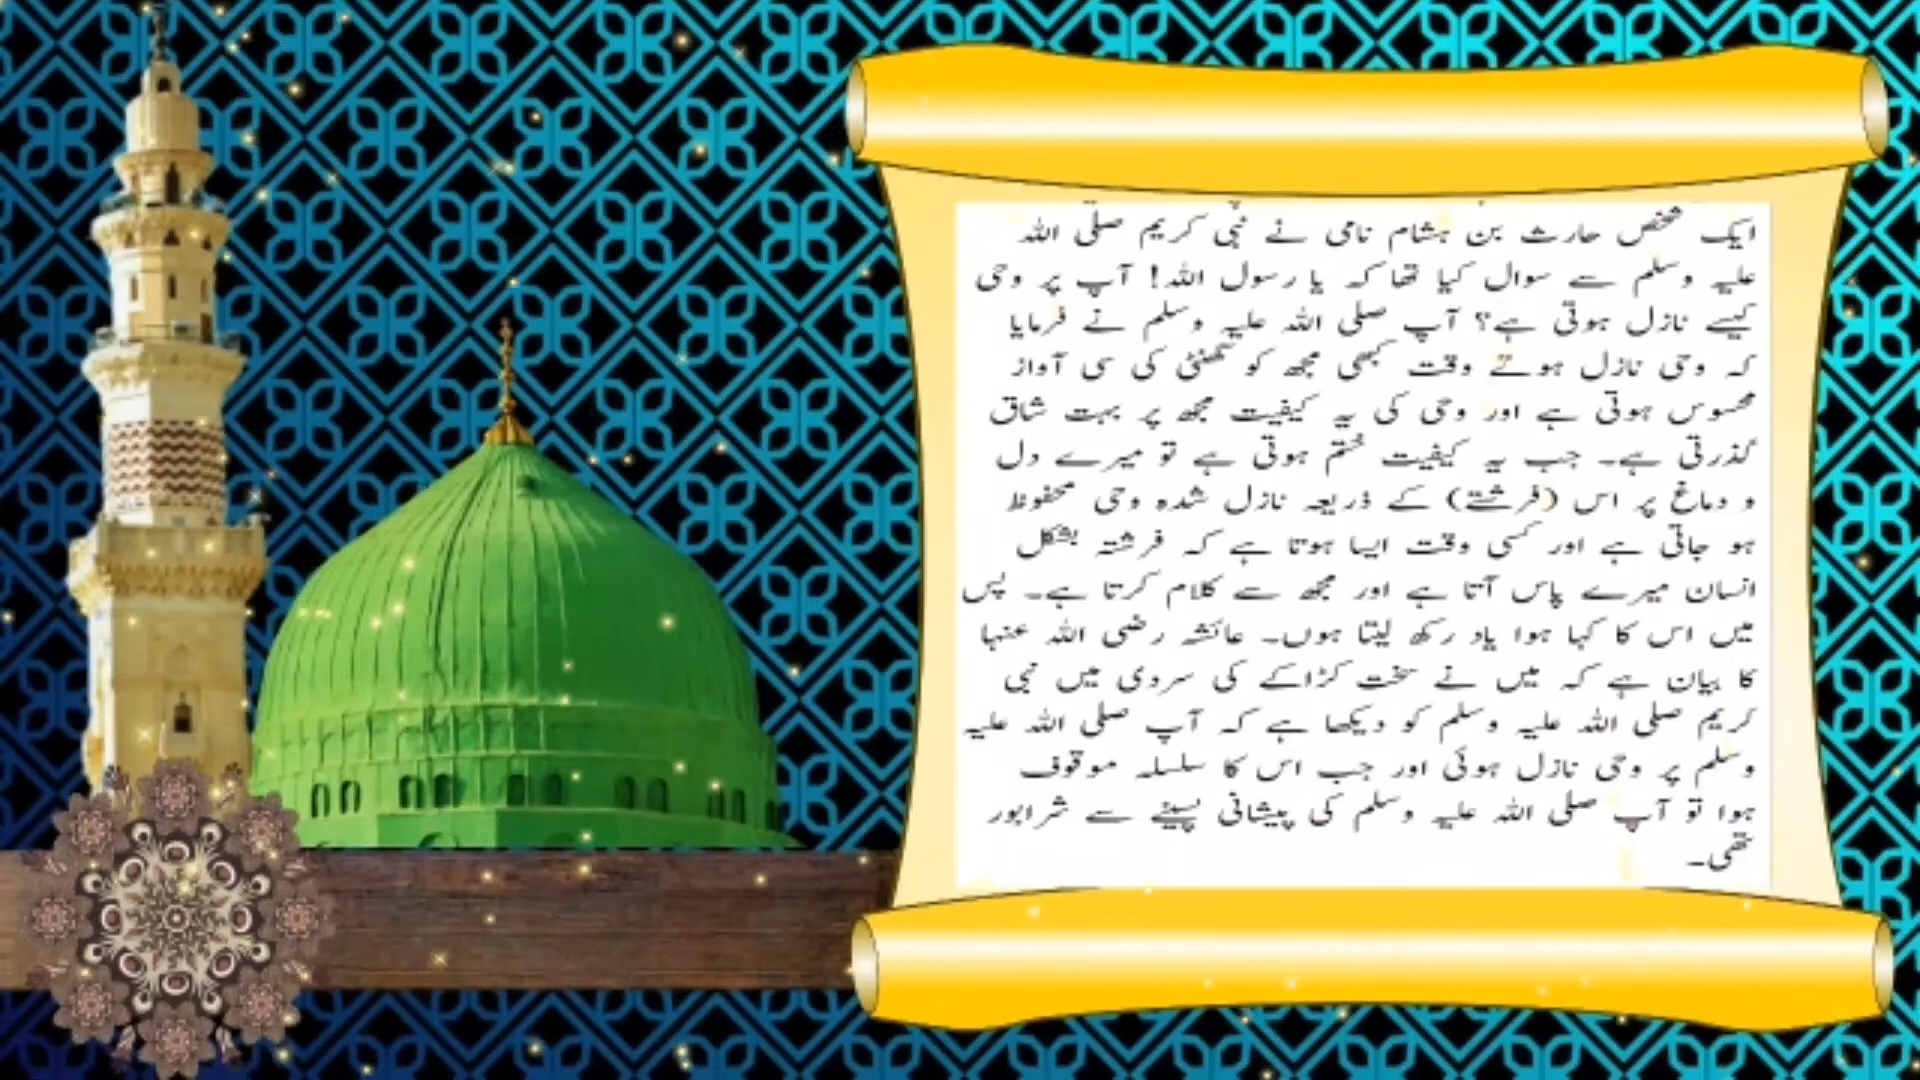 ایک شخص حارث بن ہشام نامی نے نبی کریم صلی اللہ
علیہ وسلم سے سوال کیا تھا کہ یا رسول اللہ! آپ پر وحی
کیسے نازل ہوتی ہے؟ آپ صلی اللہ علیہ وسلم نے فرمایا
کہ وحی نازل ہوتے وقت کبھی مجھ کو گھنٹی کی سی آواز
محسوس ہوتی ہے اور وحی کی یہ کیفیت مجھ پر بہت شاق
گذرتی ہے۔ جب یہ کیفیت ختم ہوتی ہے تو میرے دل
و دماغ پر اس (فرشتے) کے ذریعہ نازل شدہ وحی محفوظ
ہو جاتی ہے اور کسی وقت ایسا ہوتا ہے کہ فرشتہ بشکل
انسان میرے پاس آتا ہے اور مجھ سے کلام کرتا ہے۔ پس
میں اس کا کہا ہوا یاد رکھ لیتا ہوں۔ عائشہ رضی اللہ عنہا
کا بیان ہے کہ میں نے سخت کڑاکے کی سردی میں نبی
کریم صلی اللہ علیہ وسلم کو دیکھا ہے کہ آپ صلی اللہ علیہ
وسلم پر وحی نازل ہوئی اور جب اس کا سلسلہ موقوف
ہوا تو آپ صلی اللہ علیہ وسلم کی پیشانی پسینے سے شرابور
تھی۔